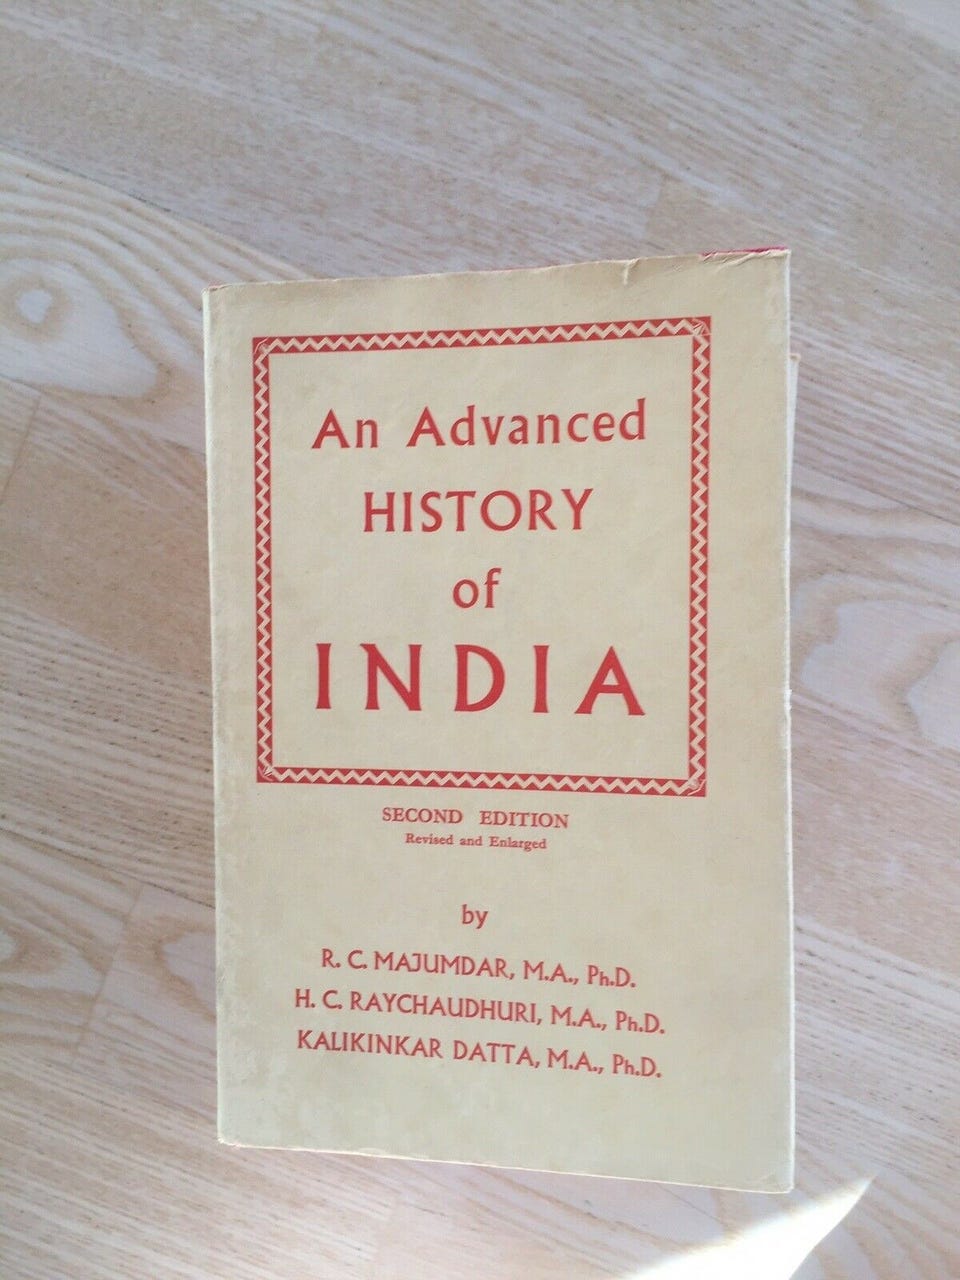 An Advanced
HISTORY
of
INDIA
SECOND EDITION
Revised and Enlarged
by
R. C. MAJUMDAR, M.A., Ph.D.
H. C. RAYCHAUDHURI, M.A., Ph.D.
KALIKINKAR DATTA, M.A., Ph.D.